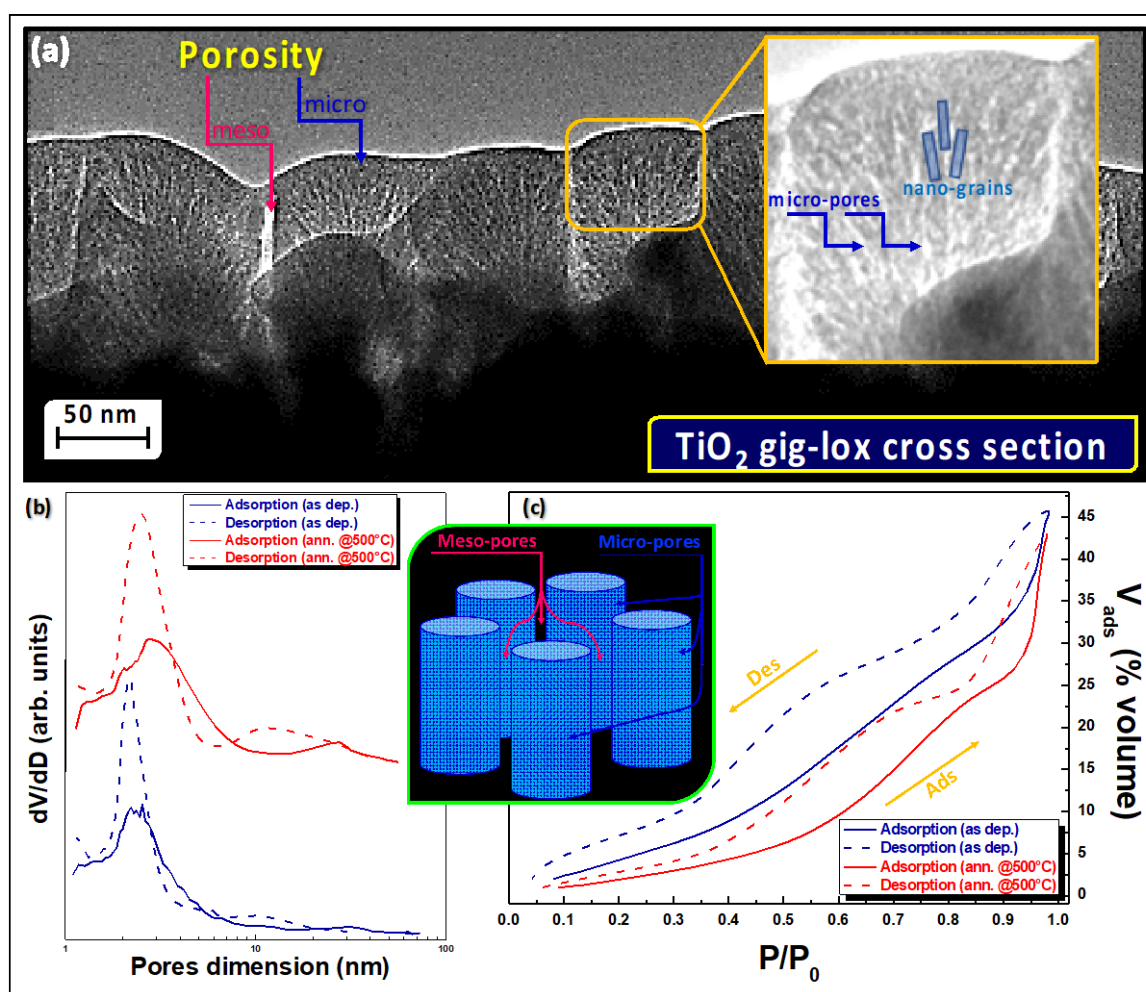 (a)
Porosity
meso
micro
nano-grains
micro-pores
50 nm
TiO₂ gig-lox cross section
(b)
Adsorption (as dep.)
Desorption (as dep.)
Adsorption (ann. @500°C)
Desorption (ann. @500°C)
dV/dD (arb. units)
1
10
100
Pores dimension (nm)
Meso-pores
Micro-pores
(c)
Des
Ads
Adsorption (as dep.)
Desorption (as dep.)
Adsorption (ann. @500°C)
Desorption (ann. @500°C)
45
40
35
30
25
20
15
10
5
0
V ads (% volume)
0.0 0.1 0.2 0.3 0.4 0.5 0.6 0.7 0.8 0.9 1.0
P/P₀